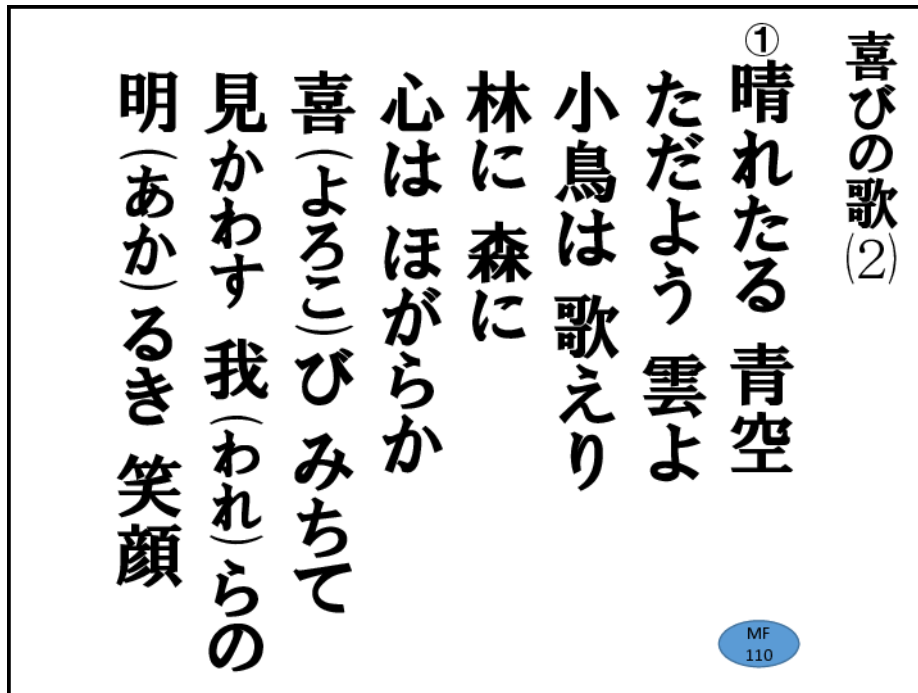 喜びの歌(2)
①晴れたる 青空
ただよう 雲よ
小鳥は 歌えり
林に 森に
心は ほがらか
喜(よろこ)び みちて
見かわす 我(われ)らの
明(あか)るき 笑顔
MF
110